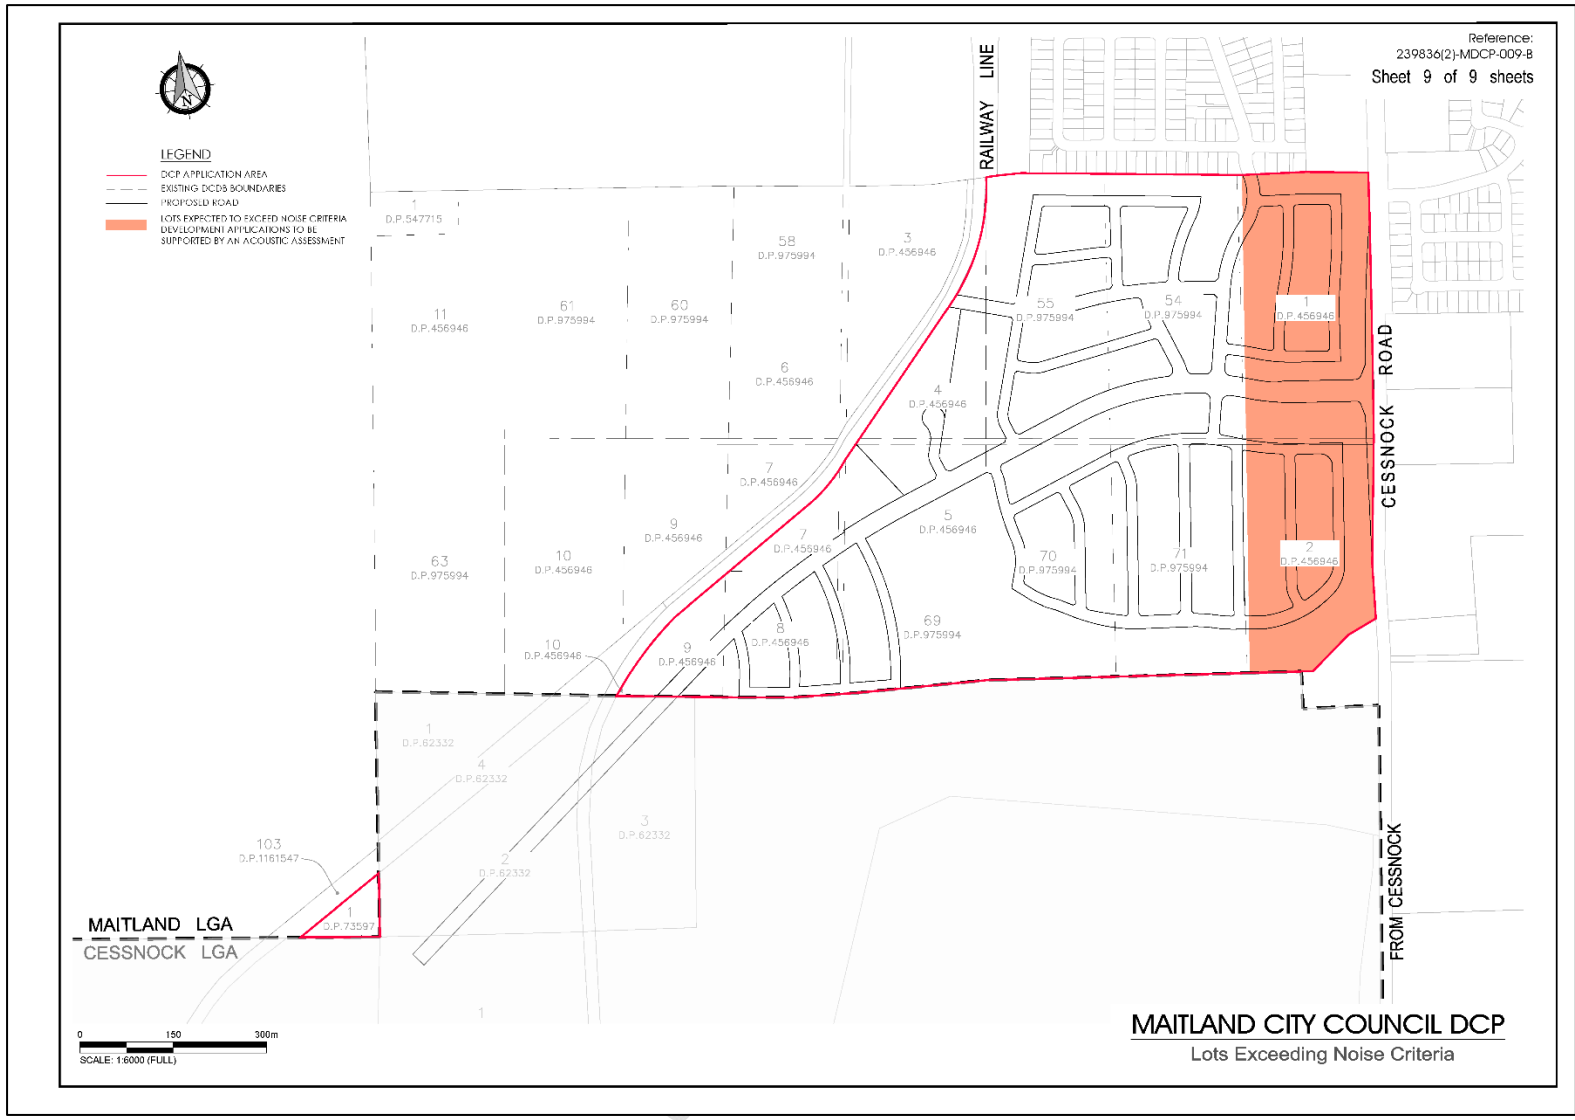 Reference:
239836(2)-MDCP-009-B
Sheet 9 of 9 sheets
N
LEGEND
DCP APPLICATION AREA
EXISTING DCDB BOUNDARIES
PROPOSED ROAD
LOTS EXPECTED TO EXCEED NOISE CRITERIA
DEVELOPMENT APPLICATIONS TO BE
SUPPORTED BY AN ACOUSTIC ASSESSMENT
RAILWAY LINE
1
D.P.547715
58
D.P.975994
3
D.P.456946
11
D.P.456946
61
D.P.975994
60
D.P.975994
55
D.P.975994
54
D.P.975994
1
D.P.456946
6
D.P.456946
4
D.P.456946
CESSNOCK ROAD
7
D.P.456946
9
D.P.456946
5
D.P.456946
7
D.P.456946
63
D.P.975994
10
D.P.456946
70
D.P.975994
71
D.P.975994
2
D.P.456946
8
D.P.456946
69
D.P.975994
10
D.P.456946
9
D.P.456946
1
D.P.62332
4
D.P.62332
3
D.P.62332
2
D.P.62332
103
D.P.1161547
1
D.P.73597
FROM CESSNOCK
MAITLAND LGA
CESSNOCK LGA
1
0 150 300m
SCALE: 1:6000 (FULL)
MAITLAND CITY COUNCIL DCP
Lots Exceeding Noise Criteria